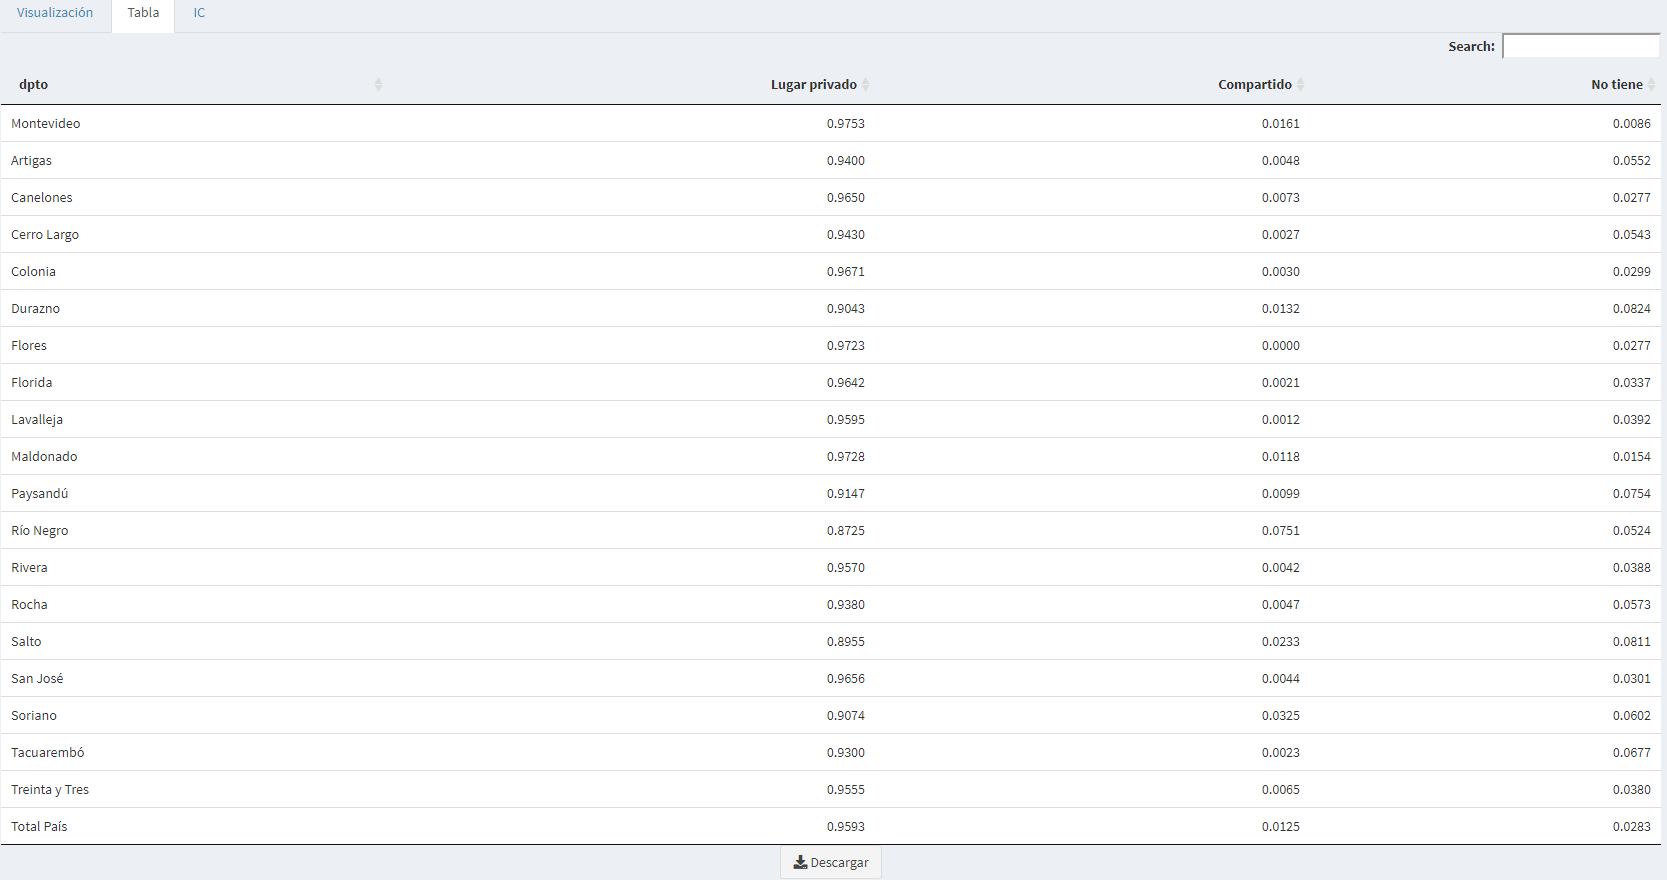 Visualización Tabla IC
Search:
dpto Lugar privado Compartido No tiene
Montevideo 0.9753 0.0161 0.0086
Artigas 0.9400 0.0048 0.0552
Canelones 0.9650 0.0073 0.0277
Cerro Largo 0.9430 0.0027 0.0543
Colonia 0.9671 0.0030 0.0299
Durazno 0.9043 0.0132 0.0824
Flores 0.9723 0.0000 0.0277
Florida 0.9642 0.0021 0.0337
Lavalleja 0.9595 0.0012 0.0392
Maldonado 0.9728 0.0118 0.0154
Paysandú 0.9147 0.0099 0.0754
Río Negro 0.8725 0.0751 0.0524
Rivera 0.9570 0.0042 0.0388
Rocha 0.9380 0.0047 0.0573
Salto 0.8955 0.0233 0.0811
San José 0.9656 0.0044 0.0301
Soriano 0.9074 0.0325 0.0602
Tacuarembó 0.9300 0.0023 0.0677
Treinta y Tres 0.9555 0.0065 0.0380
Total País 0.9593 0.0125 0.0283
Descargar